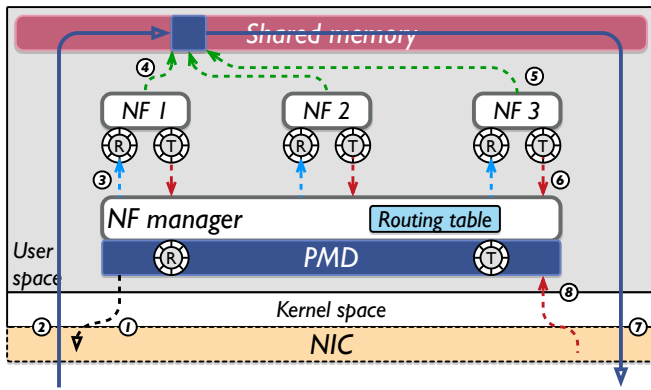 Shared memory
④
⑤
NF 1
NF 2
NF 3
R
T
R
T
R
T
③
⑥
NF manager
Routing table
User
space
R
PMD
T
⑧
Kernel space
②
①
⑦
NIC